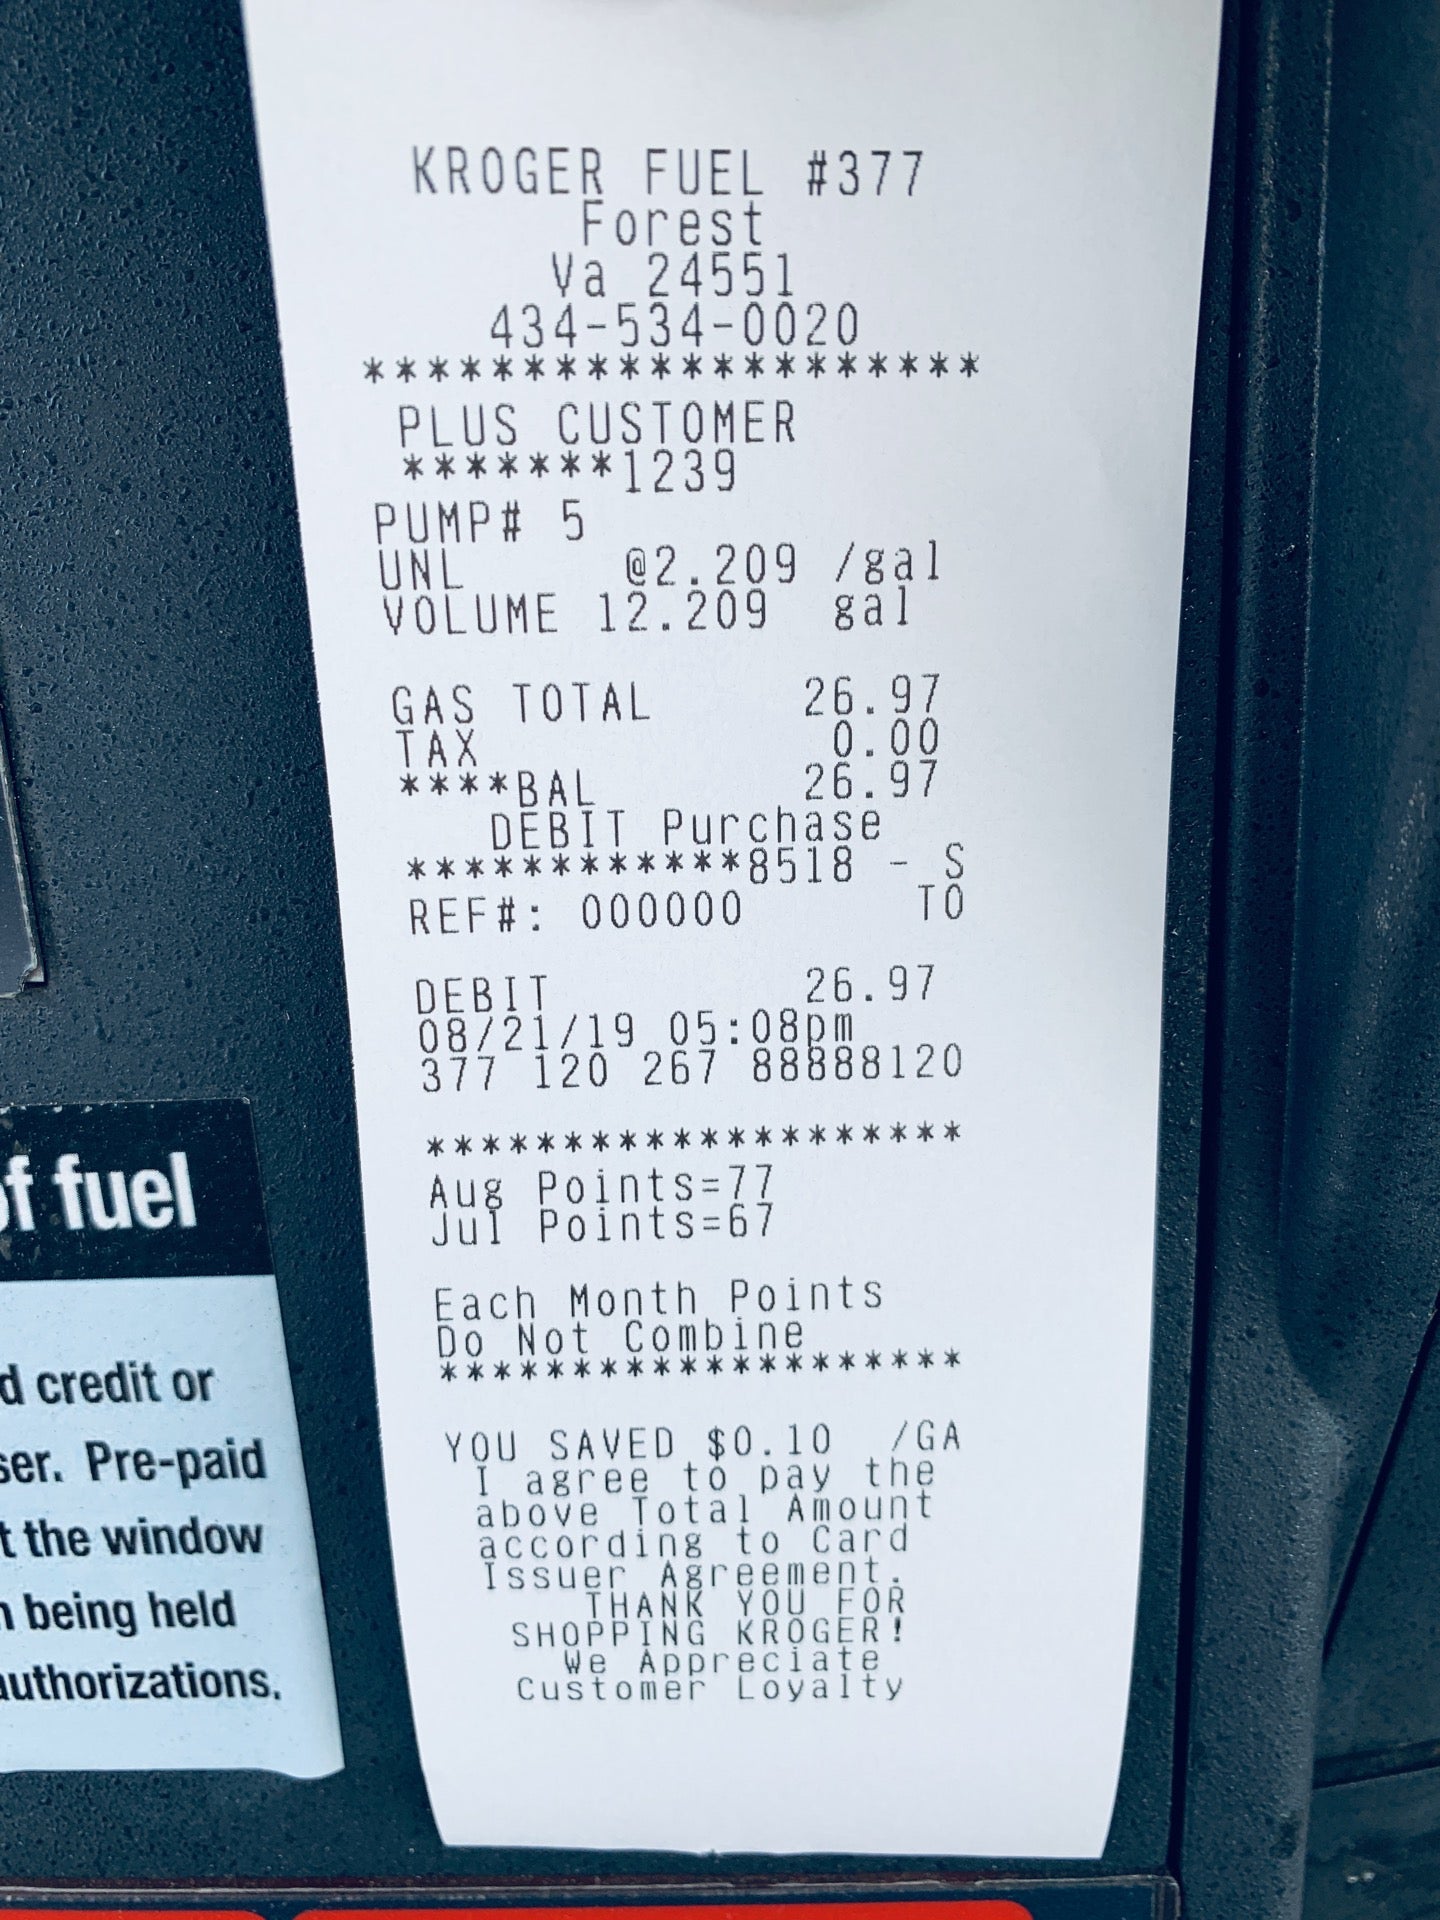 KROGER FUEL #377
Forest
Va 24551
434-534-0020
********************
PLUS CUSTOMER
*******1239
PUMP# 5
UNL @2.209 /gal
VOLUME 12.209 gal
GAS TOTAL 26.97
TAX 0.00
****BAL 26.97
DEBIT Purchase
************8518 - S
REF#: 000000 TO
DEBIT 26.97
08/21/19 05:08pm
377 120 267 88888120
********************
Aug Points=77
Jul Points=67
Each Month Points
Do Not Combine
********************
YOU SAVED $0.10 /GA
I agree to pay the
above Total Amount
according to Card
Issuer Agreement.
THANK YOU FOR
SHOPPING KROGER!
We Appreciate
Customer Loyalty
of fuel
d credit or
ser. Pre-paid
t the window
n being held
authorizations,